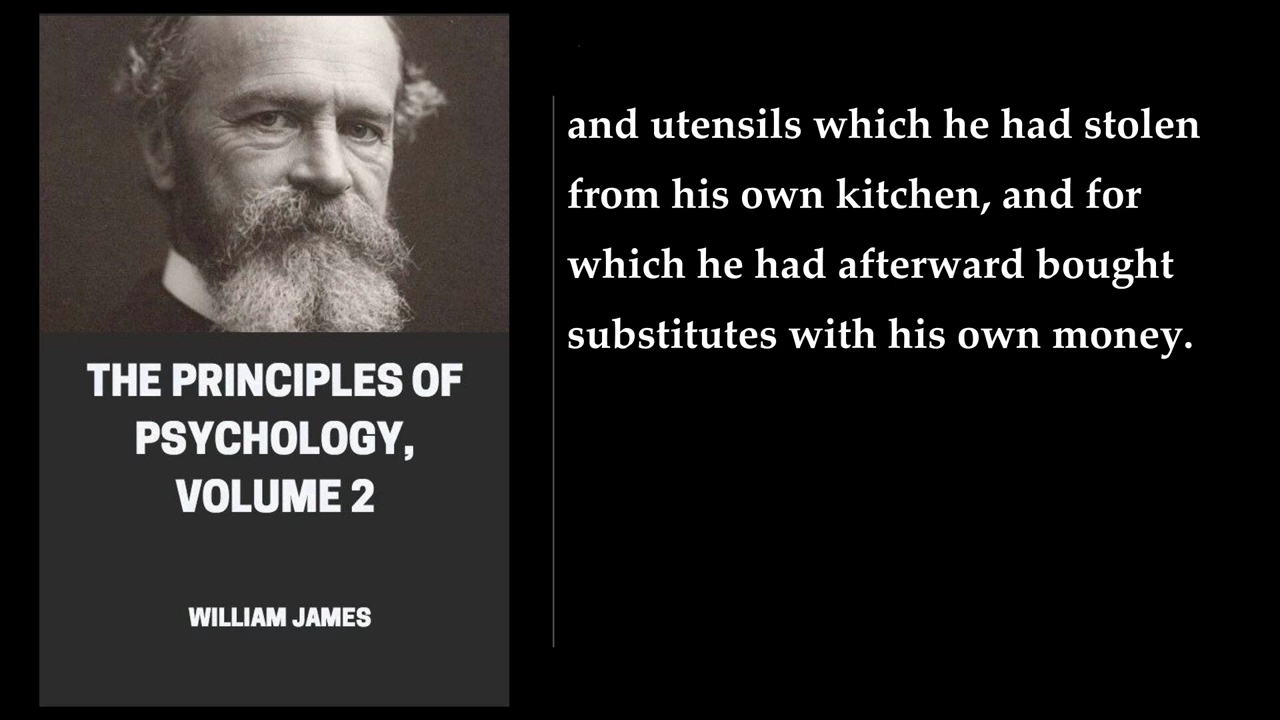 THE PRINCIPLES OF
PSYCHOLOGY,
VOLUME 2
WILLIAM JAMES
and utensils which he had stolen
from his own kitchen, and for
which he had afterward bought
substitutes with his own money.